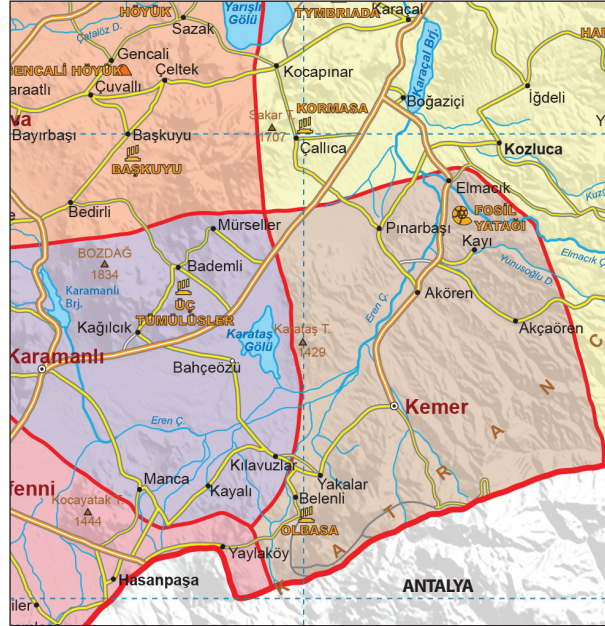 HÖYÜK
Sazak
Yarışlı
Gölü
TYMBRIADA
Karaçal
Çatalöz D.
Gencali
GENCALİ HÖYÜK
Çeltek
Kocapınar
Karaçal Brj.
araatlı
Çuvallı
Boğaziçi
İğdeli
KORMASA
Sakar T.
1707
Çallıca
Bayırbaşı
Başkuyu
BAŞKUYU
Kozluca
Elmacık
Bedirli
Mürseller
Pınarbaşı
FOSİL
YATAĞI
Kayı
Elmacık Ç.
Yunusoğlu D.
BOZDAĞ
1834
Bademli
Karamanlı
Brj.
ÜÇ
TÜMÜLÜSLER
Akören
Eren Ç.
Akçaören
Kağılcık
Karataş
Gölü
Karataş T.
1429
Karamanlı
Bahçeözü
Kemer
Eren Ç.
Kılavuzlar
Yakalar
fenni
Manca
Kayalı
Belenli
Kocayatak T.
1444
OLBASA
Yaylaköy
Hasanpaşa
K A T R A N C
ANTALYA
iler